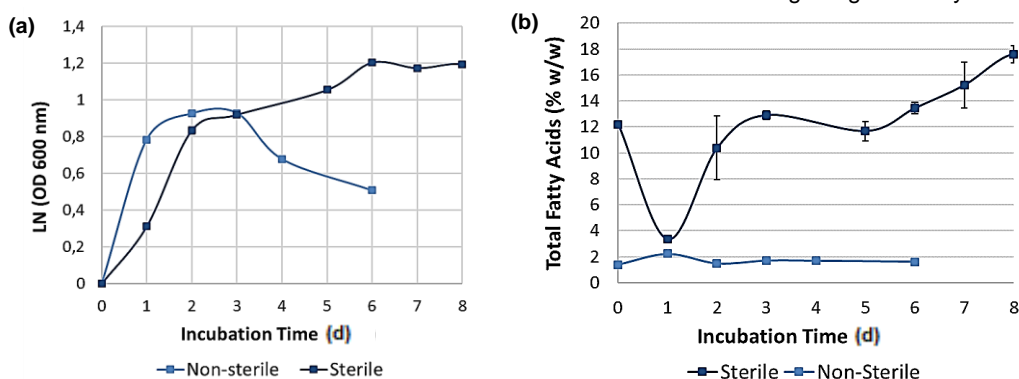 (a)
1,4
1,2
1
0,8
0,6
0,4
0,2
0
LN (OD 600 nm)
0 1 2 3 4 5 6 7 8
Incubation Time (d)
Non-sterile Sterile
(b)
20
18
16
14
12
10
8
6
4
2
0
Total Fatty Acids (% w/w)
0 1 2 3 4 5 6 7 8
Incubation Time (d)
Sterile Non-Sterile